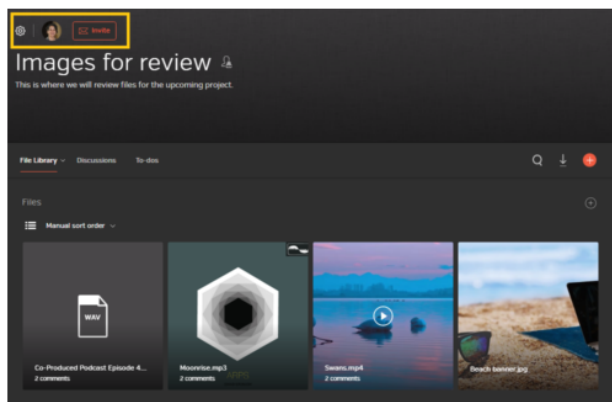 Invite
Images for review
This is where we will review files for the upcoming project.
File Library
Discussions
To-dos
Files
Manual sort order
WAV
Co-Produced Podcast Episode 4...
2 comments
Moonrise.mp3
2 comments
Swans.mp4
2 comments
Beach banner.jpg